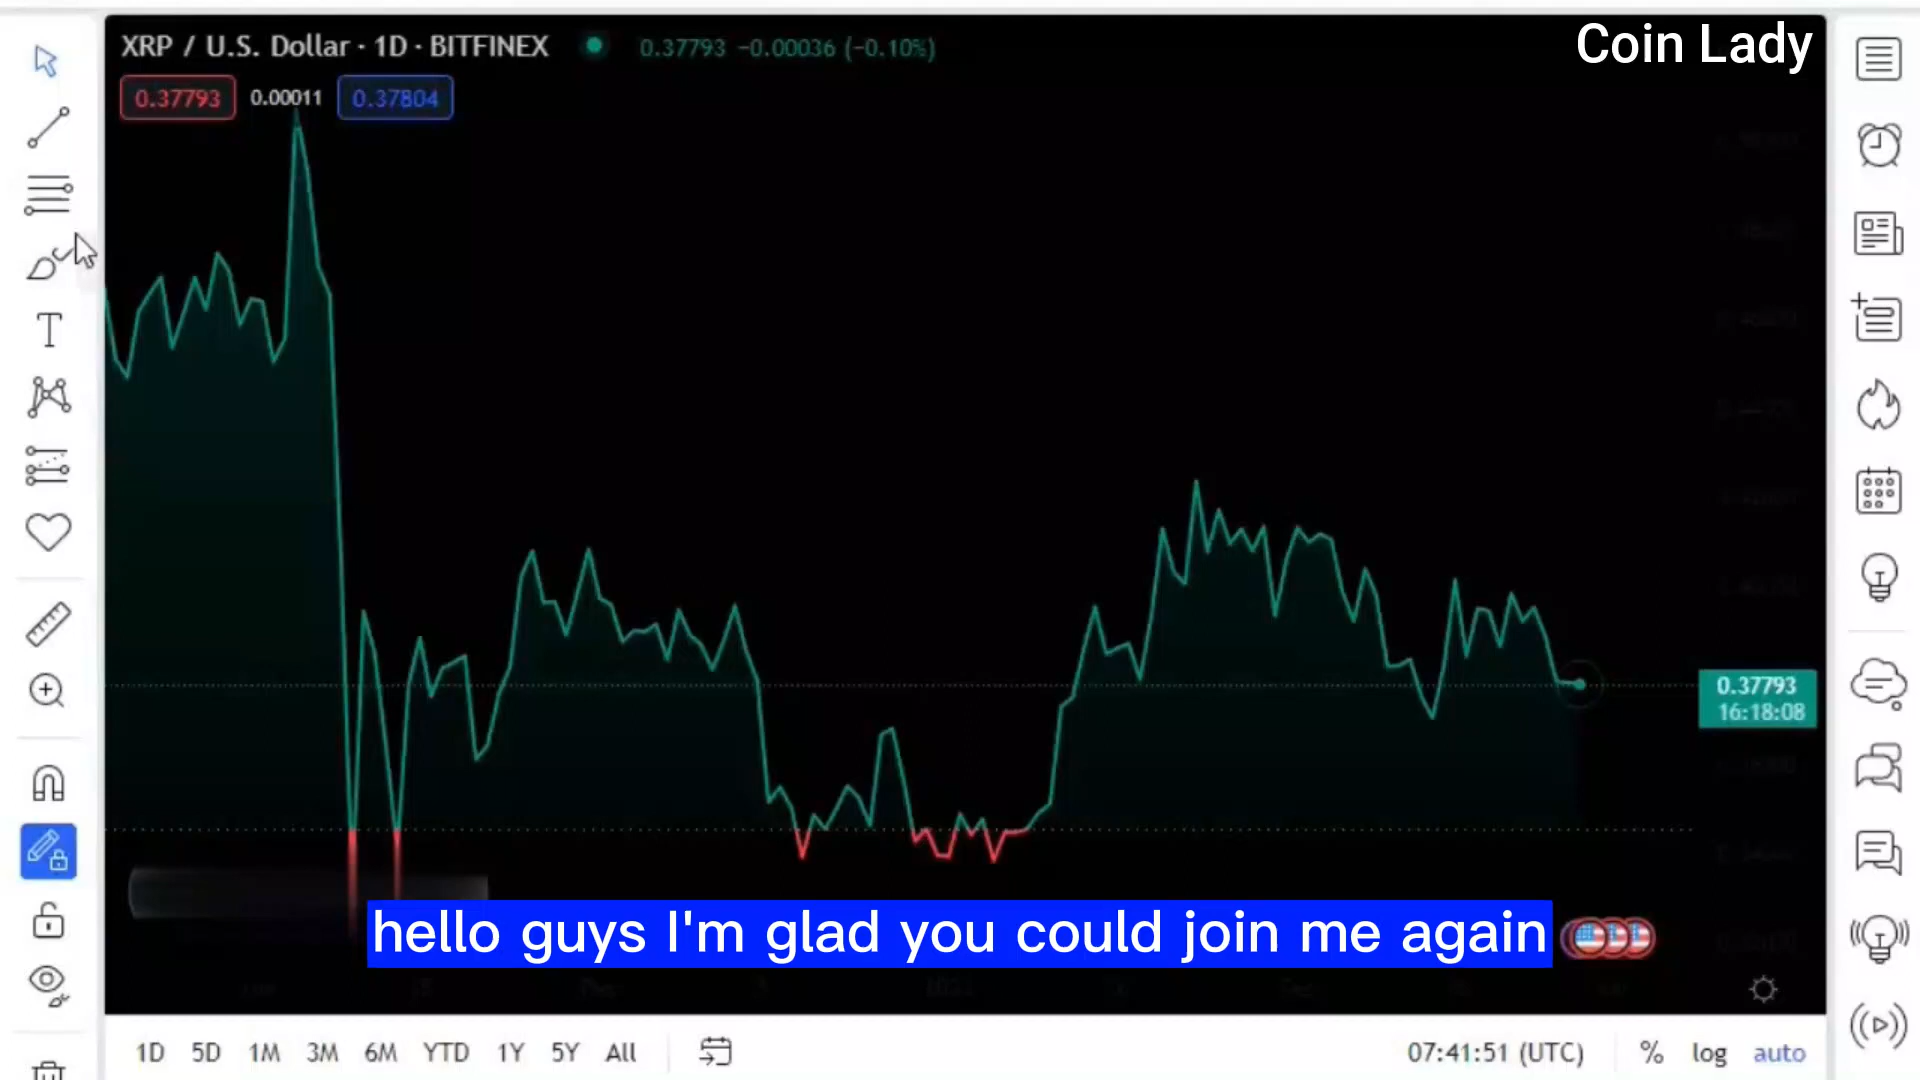 XRP / U.S. Dollar · 1D · BITFINEX
0.37793 −0.00036 (−0.10%)
Coin Lady
0.37793 0.00011 0.37804
T
0.37793
16:18:08
hello guys I'm glad you could join me again
1D 5D 1M 3M 6M YTD 1Y 5Y All
07:41:51 (UTC) % log auto